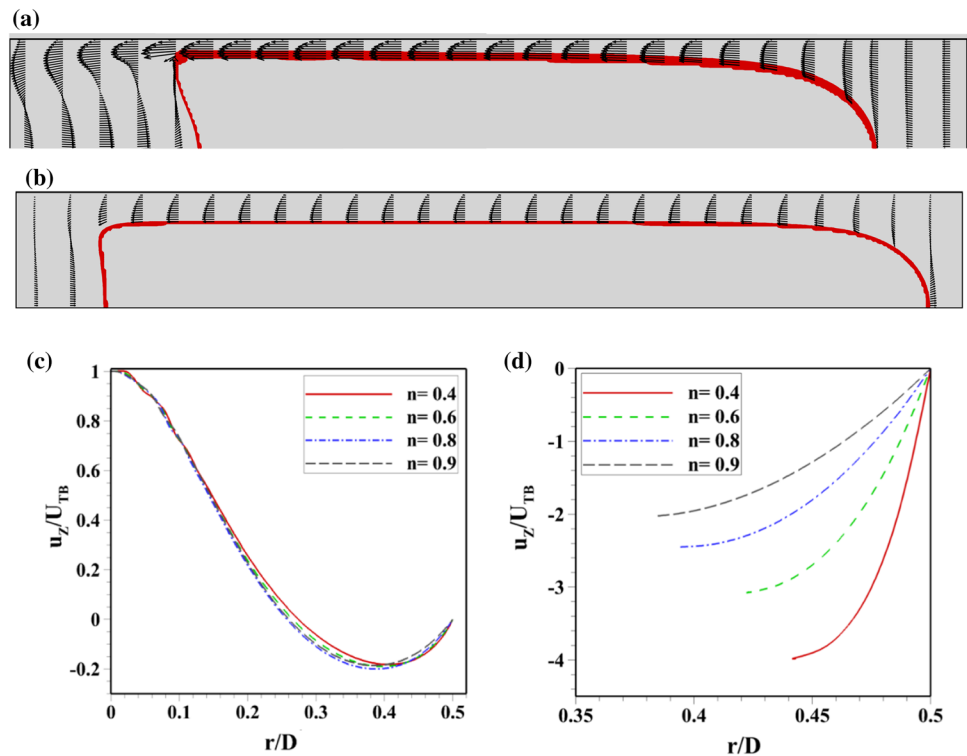 (a)
(b)
(c)
1
0.8
0.6
0.4
0.2
0
-0.2
u_Z/U_TB
0
0.1
0.2
0.3
0.4
0.5
r/D
n= 0.4
n= 0.6
n= 0.8
n= 0.9
(d)
0
-1
-2
-3
-4
u_Z/U_TB
0.35
0.4
0.45
0.5
r/D
n= 0.4
n= 0.6
n= 0.8
n= 0.9